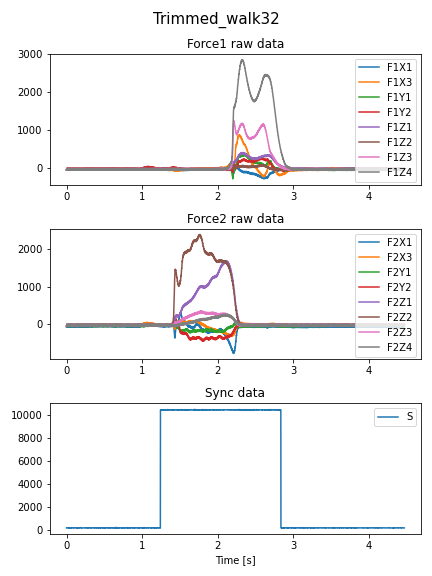 Trimmed_walk32
Force1 raw data
3000
2000
1000
0
F1X1
F1X3
F1Y1
F1Y2
F1Z1
F1Z2
F1Z3
F1Z4
0 1 2 3 4
Force2 raw data
2000
1000
0
F2X1
F2X3
F2Y1
F2Y2
F2Z1
F2Z2
F2Z3
F2Z4
0 1 2 3 4
Sync data
10000
8000
6000
4000
2000
0
S
0 1 2 3 4
Time [s]